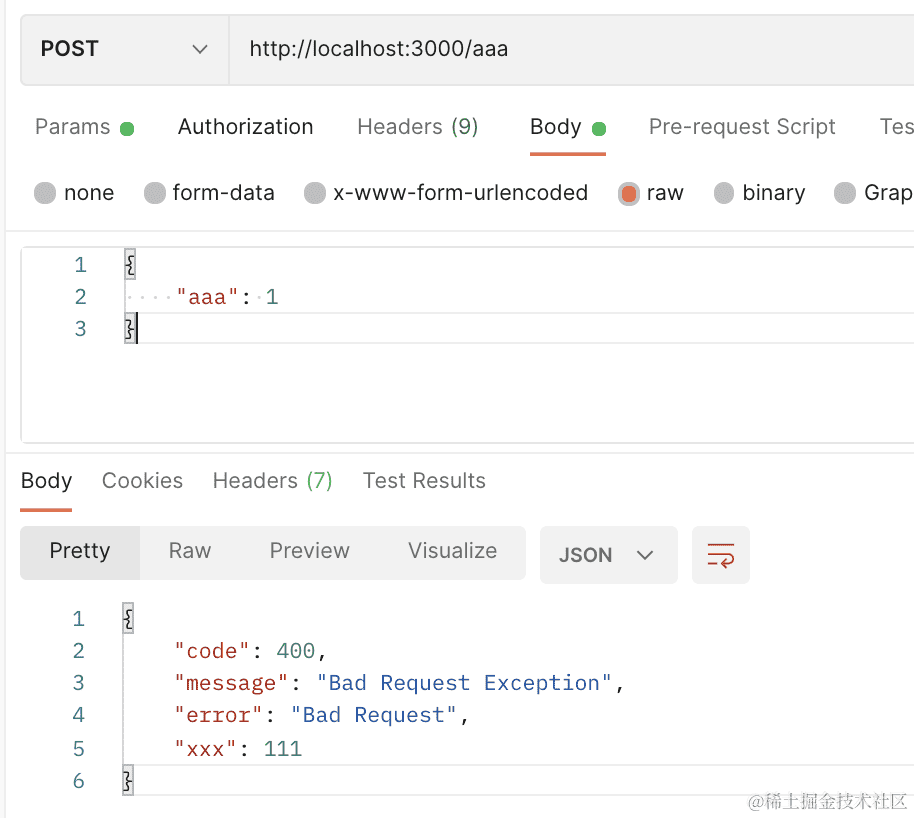 POST http://localhost:3000/aaa
Params Authorization Headers (9) Body Pre-request Script Tes
none form-data x-www-form-urlencoded raw binary Grap
1 {
2 "aaa": 1
3 }
Body Cookies Headers (7) Test Results
Pretty Raw Preview Visualize JSON
1 {
2 "code": 400,
3 "message": "Bad Request Exception",
4 "error": "Bad Request",
5 "xxx": 111
6 }
@稀土掘金技术社区